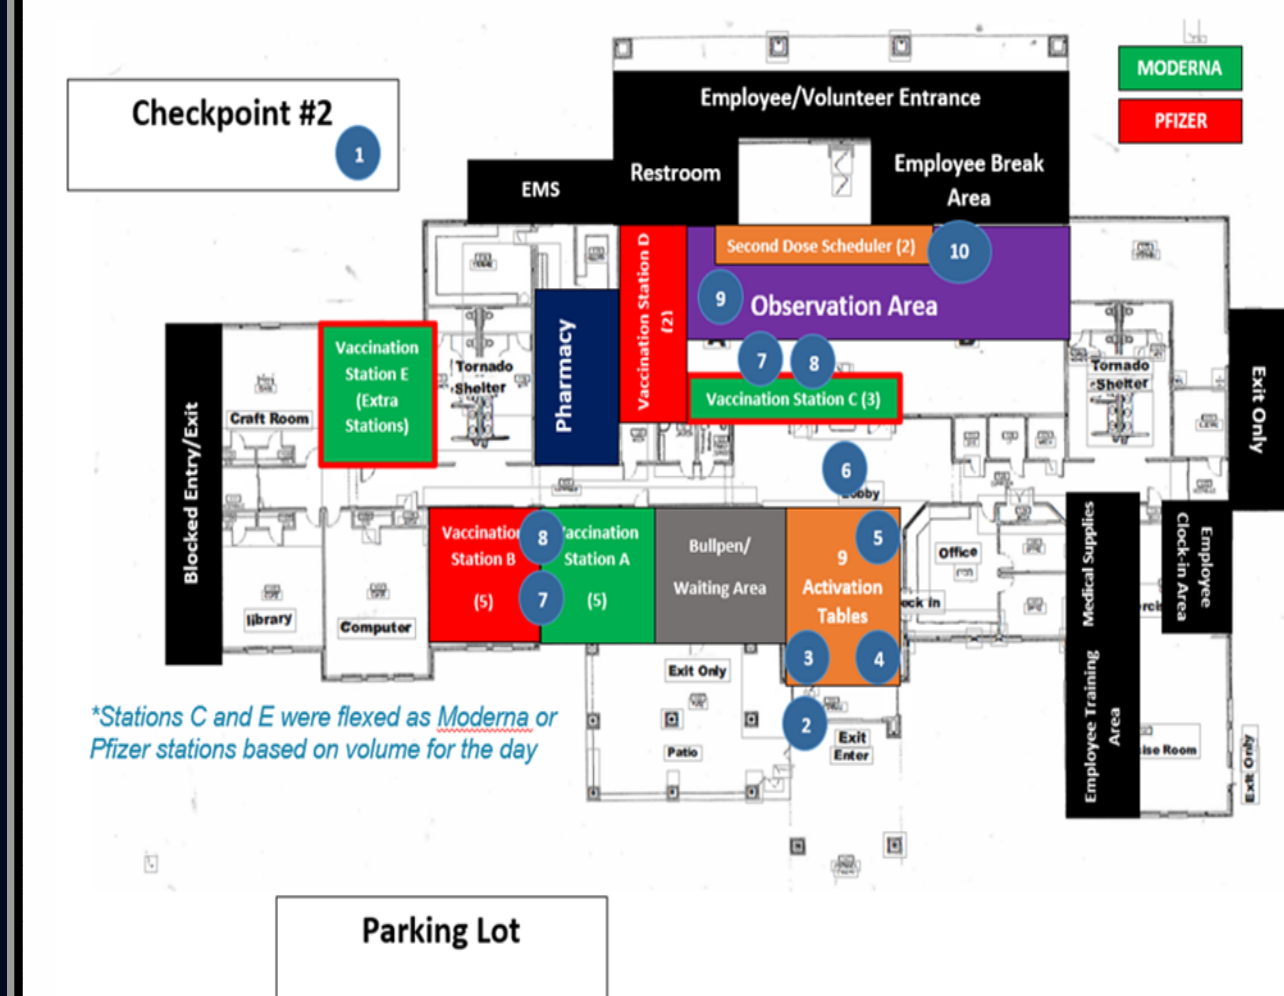 MODERNA
PFIZER
Checkpoint #2
1
Employee/Volunteer Entrance
Restroom
Employee Break
Area
EMS
Second Dose Scheduler (2)
10
9
Observation Area
Vaccination Station D
(2)
7
8
Vaccination Station C (3)
Vaccination
Station E
(Extra
Stations)
Tornado
Shelter
Pharmacy
Tornado
Shelter
Exit Only
Craft Room
Blocked Entry/Exit
6
Vaccination
Station B
(5)
8
7
Vaccination
Station A
(5)
Bullpen/
Waiting Area
5
9
Activation
Tables
3
4
Office
Medical Supplies
Employee
Clock-in Area
library
Computer
Exit Only
Employee Training
Area
2
Exit
Enter
Patio
Exit Only
*Stations C and E were flexed as Moderna or
Pfizer stations based on volume for the day
Parking Lot